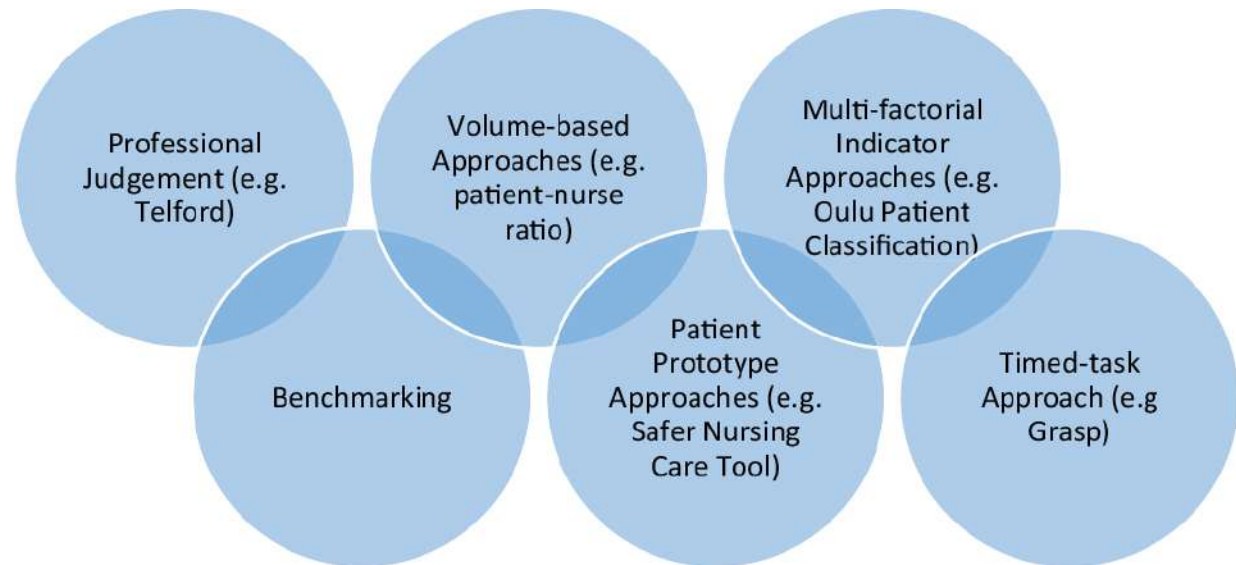 Professional
Judgement (e.g.
Telford)
Benchmarking
Volume-based
Approaches (e.g.
patient-nurse
ratio)
Patient
Prototype
Approaches (e.g.
Safer Nursing
Care Tool)
Multi-factorial
Indicator
Approaches (e.g.
Oulu Patient
Classification)
Timed-task
Approach (e.g
Grasp)